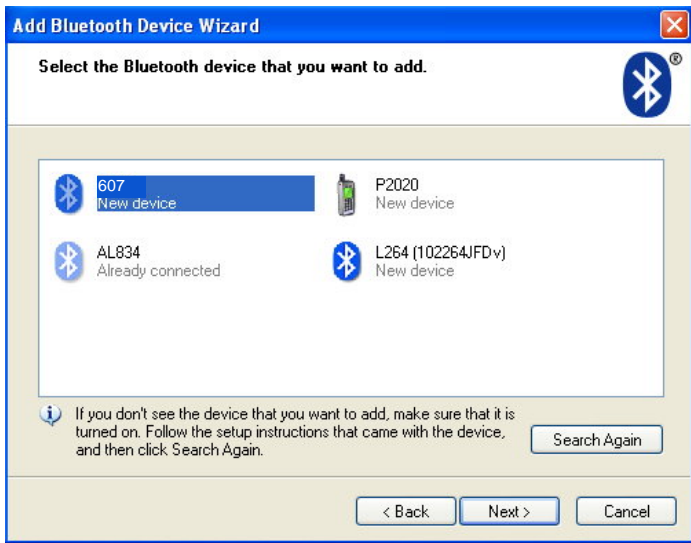 Add Bluetooth Device Wizard
Select the Bluetooth device that you want to add.
®
607
New device
P2020
New device
AL834
Already connected
L264 (102264JFDv)
New device
If you don't see the device that you want to add, make sure that it is
turned on. Follow the setup instructions that came with the device,
and then click Search Again.
Search Again
< Back
Next >
Cancel